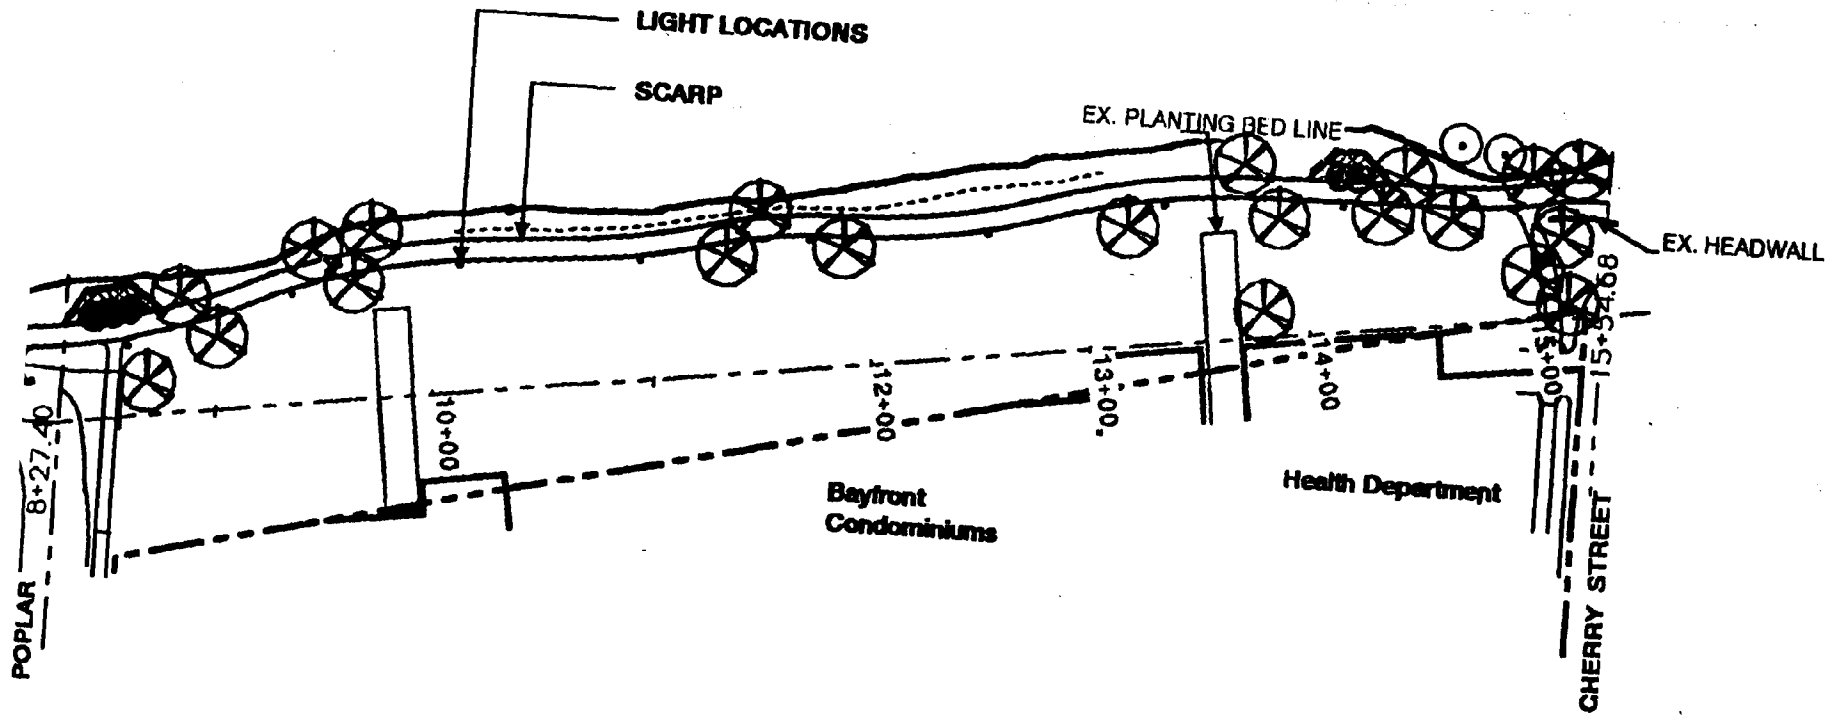 LIGHT LOCATIONS
SCARP
EX. PLANTING BED LINE
EX. HEADWALL
10+00
12+00
13+00
14+00
15+00
15+54.68
8+27.40
Bayfront
Condominiums
Health Department
POPLAR
CHERRY STREET